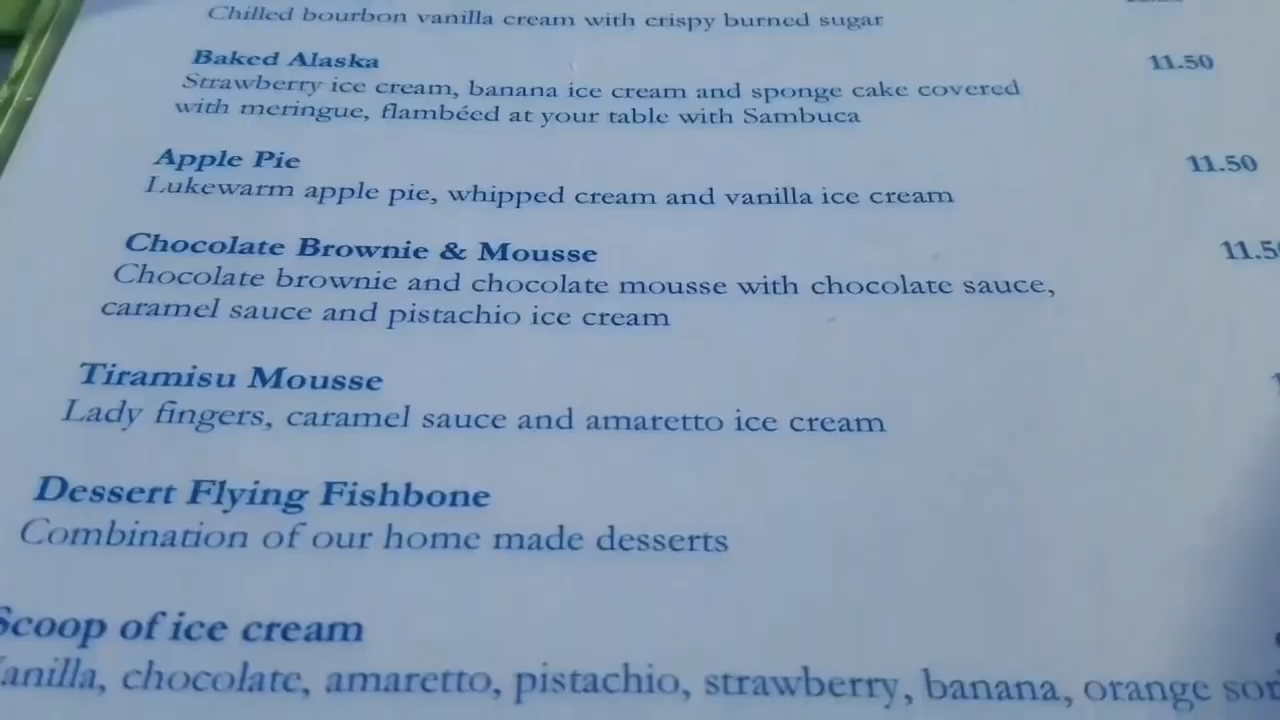 Chilled bourbon vanilla cream with crispy burned sugar
Baked Alaska 11.50
Strawberry ice cream, banana ice cream and sponge cake covered
with meringue, flambéed at your table with Sambuca
Apple Pie 11.50
Lukewarm apple pie, whipped cream and vanilla ice cream
Chocolate Brownie & Mousse 11.5
Chocolate brownie and chocolate mousse with chocolate sauce,
caramel sauce and pistachio ice cream
Tiramisu Mousse
Lady fingers, caramel sauce and amaretto ice cream
Dessert Flying Fishbone
Combination of our home made desserts
Scoop of ice cream
anilla, chocolate, amaretto, pistachio, strawberry, banana, orange